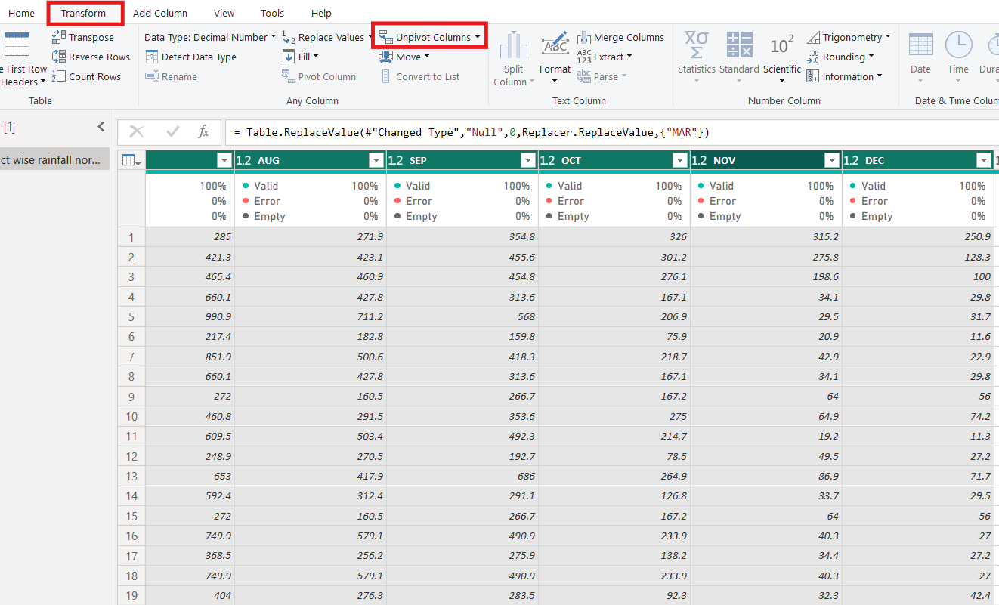 Home Transform Add Column View Tools Help
Transpose Data Type: Decimal Number 1 2 Replace Values Unpivot Columns Merge Columns Trigonometry
Reverse Rows Detect Data Type Fill Move ABC 123 Extract .00 →.0 Rounding
e First Row Headers Count Rows Rename Pivot Column Convert to List Split Column ABC Format abc Parse ΧΟ Σ Statistics Standard 10² Scientific Information Date Time Dura
Table Any Column Text Column Number Column Date & Time Colum
[1] fx = Table.ReplaceValue(#"Changed Type","Null",0,Replacer.ReplaceValue,{"MAR"})
ct wise rainfall nor... 1.2 AUG 1.2 SEP 1.2 OCT 1.2 NOV 1.2 DEC 1
100% Valid 100% Valid 100% Valid 100% Valid 100% Valid 100%
0% Error 0% Error 0% Error 0% Error 0% Error 0%
0% Empty 0% Empty 0% Empty 0% Empty 0% Empty 0%
1 285 271.9 354.8 326 315.2 250.9
2 421.3 423.1 455.6 301.2 275.8 128.3
3 465.4 460.9 454.8 276.1 198.6 100
4 660.1 427.8 313.6 167.1 34.1 29.8
5 990.9 711.2 568 206.9 29.5 31.7
6 217.4 182.8 159.8 75.9 20.9 11.6
7 851.9 500.6 418.3 218.7 42.9 22.9
8 660.1 427.8 313.6 167.1 34.1 29.8
9 272 160.5 266.7 167.2 64 56
10 460.8 291.5 353.6 275 64.9 74.2
11 609.5 503.4 492.3 214.7 19.2 11.3
12 248.9 270.5 192.7 78.5 49.5 27.2
13 653 417.9 686 264.9 86.9 71.7
14 592.4 312.4 291.1 126.8 33.7 29.5
15 272 160.5 266.7 167.2 64 56
16 749.9 579.1 490.9 233.9 40.3 27
17 368.5 256.2 275.9 138.2 34.4 27.2
18 749.9 579.1 490.9 233.9 40.3 27
19 404 276.3 283.5 92.3 32.3 42.4